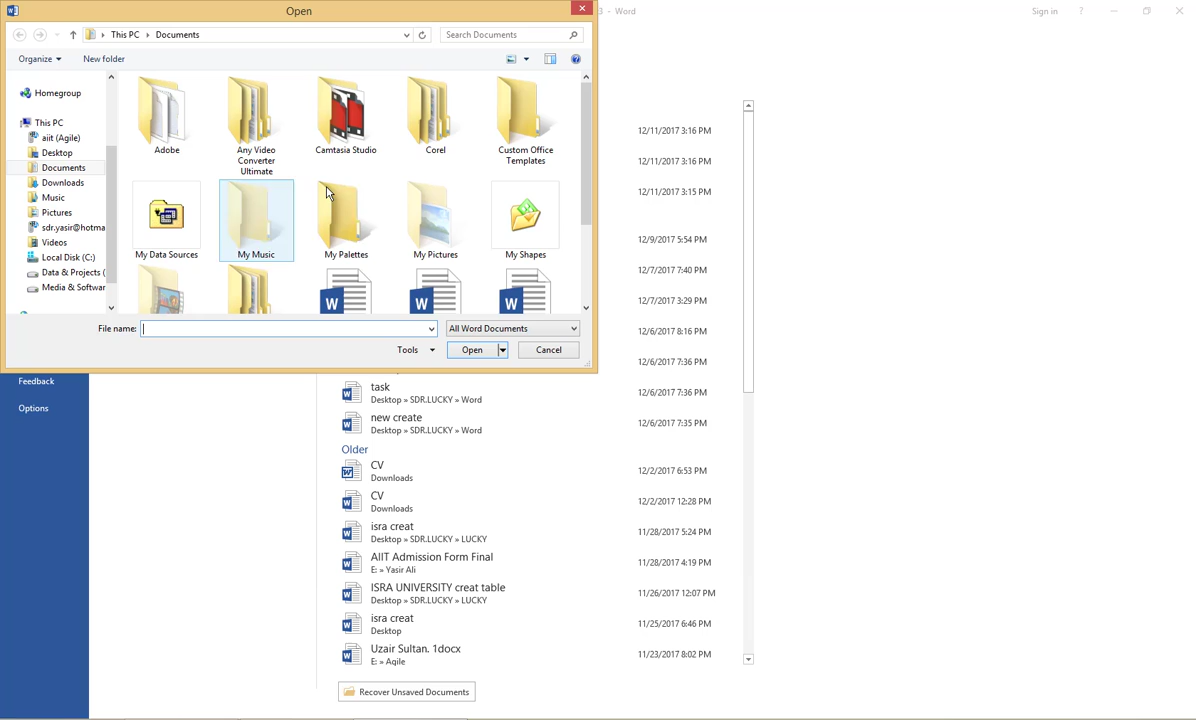 Open
3 - Word
Sign in
?
This PC
Documents
Search Documents
Organize
New folder
Homegroup
This PC
aiit (Agile)
Desktop
Documents
Downloads
Music
Pictures
sdr.yasir@hotma
Videos
Local Disk (C:)
Data & Projects (
Media & Softwar
Adobe
Any Video
Converter
Ultimate
Camtasia Studio
Corel
Custom Office
Templates
My Data Sources
My Music
My Palettes
My Pictures
My Shapes
File name:
All Word Documents
Tools
Open
Cancel
12/11/2017 3:16 PM
12/11/2017 3:16 PM
12/11/2017 3:15 PM
12/9/2017 5:54 PM
12/7/2017 7:40 PM
12/7/2017 3:29 PM
12/6/2017 8:16 PM
12/6/2017 7:36 PM
Feedback
Options
task
12/6/2017 7:36 PM
Desktop » SDR.LUCKY » Word
new create
12/6/2017 7:35 PM
Desktop » SDR.LUCKY » Word
Older
CV
12/2/2017 6:53 PM
Downloads
CV
12/2/2017 12:28 PM
Downloads
isra creat
11/28/2017 5:24 PM
Desktop » SDR.LUCKY » LUCKY
AIIT Admission Form Final
11/28/2017 4:19 PM
E: » Yasir Ali
ISRA UNIVERSITY creat table
11/26/2017 12:07 PM
Desktop » SDR.LUCKY » LUCKY
isra creat
11/25/2017 6:46 PM
Desktop
Uzair Sultan. 1docx
11/23/2017 8:02 PM
E: » Agile
Recover Unsaved Documents